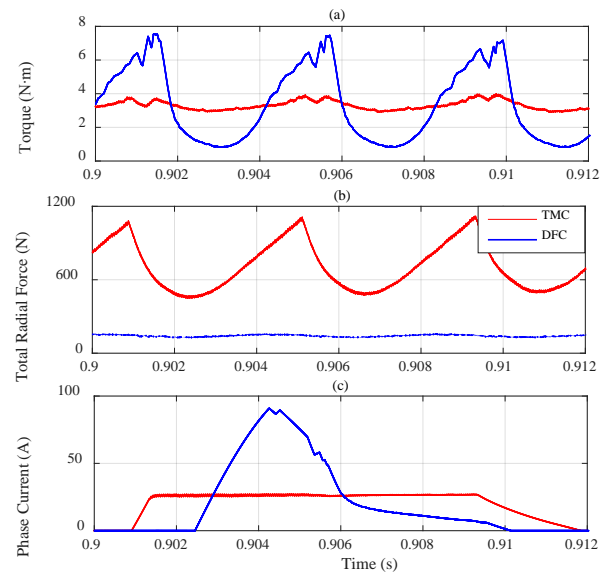 (a)
8
6
4
2
0
Torque (N·m)
0.9 0.902 0.904 0.906 0.908 0.91 0.912
(b)
1200
600
0
Total Radial Force (N)
TMC
DFC
0.9 0.902 0.904 0.906 0.908 0.91 0.912
(c)
100
50
0
Phase Current (A)
0.9 0.902 0.904 0.906 0.908 0.91 0.912
Time (s)